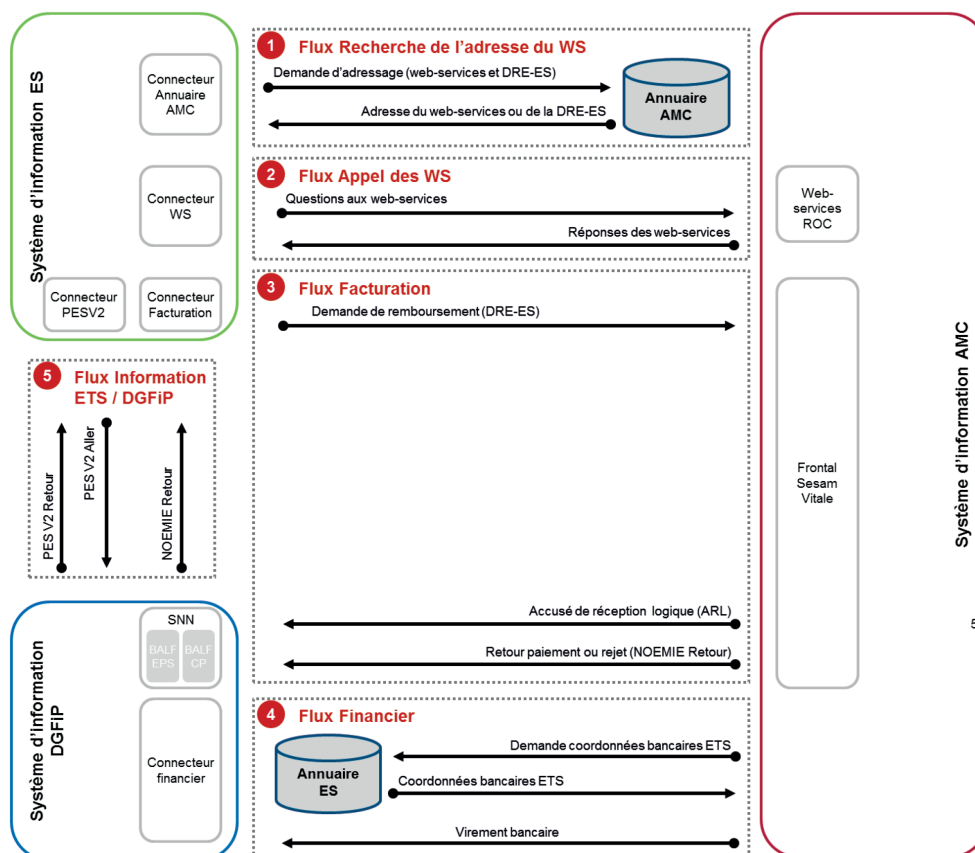 Système d'information ES
Connecteur
Annuaire
AMC
Connecteur
WS
Connecteur
PESV2
Connecteur
Facturation
1
Flux Recherche de l'adresse du WS
Demande d'adressage (web-services et DRE-ES)
Adresse du web-services ou de la DRE-ES
Annuaire
AMC
2
Flux Appel des WS
Questions aux web-services
Réponses des web-services
3
Flux Facturation
Demande de remboursement (DRE-ES)
Accusé de réception logique (ARL)
Retour paiement ou rejet (NOEMIE Retour)
4
Flux Financier
Annuaire
ES
Demande coordonnées bancaires ETS
Coordonnées bancaires ETS
Virement bancaire
5
Flux Information
ETS / DGFiP
PES V2 Retour
PES V2 Aller
NOEMIE Retour
Système d'information
DGFiP
SNN
BALF
EPS
BALF
CP
Connecteur
financier
Web-
services
ROC
Frontal
Sesam
Vitale
Système d'information AMC
5